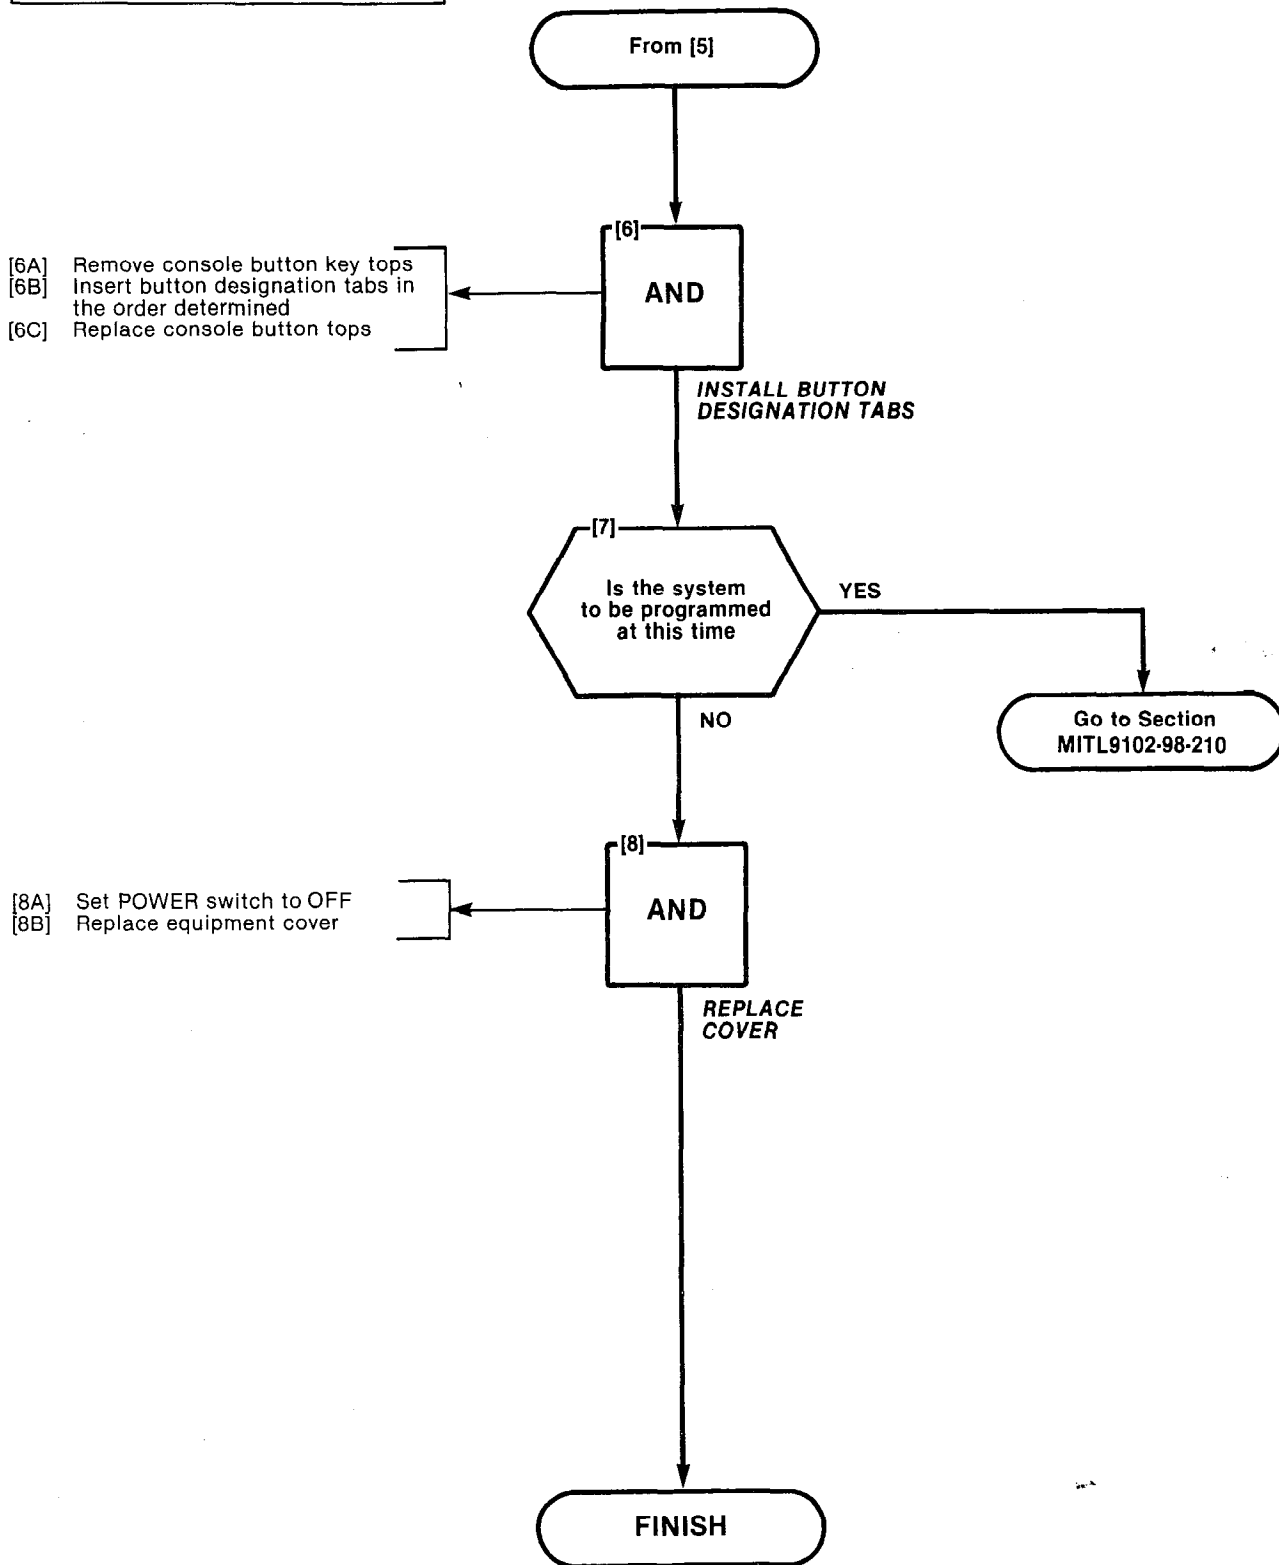 From [5]
[6]
AND
[6A] Remove console button key tops
[6B] Insert button designation tabs in
the order determined
[6C] Replace console button tops
INSTALL BUTTON
DESIGNATION TABS
[7]
Is the system
to be programmed
at this time
YES
NO
Go to Section
MITL9102-98-210
[8]
AND
[8A] Set POWER switch to OFF
[8B] Replace equipment cover
REPLACE
COVER
FINISH